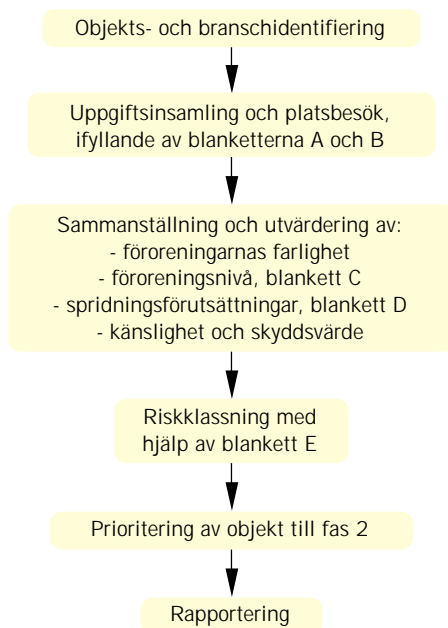 Objekts- och branschidentifiering
Uppgiftsinsamling och platsbesök,
ifyllande av blanketterna A och B
Sammanställning och utvärdering av:
- föroreningarnas farlighet
- föroreningsnivå, blankett C
- spridningsförutsättningar, blankett D
- känslighet och skyddsvärde
Riskklassning med
hjälp av blankett E
Prioritering av objekt till fas 2
Rapportering